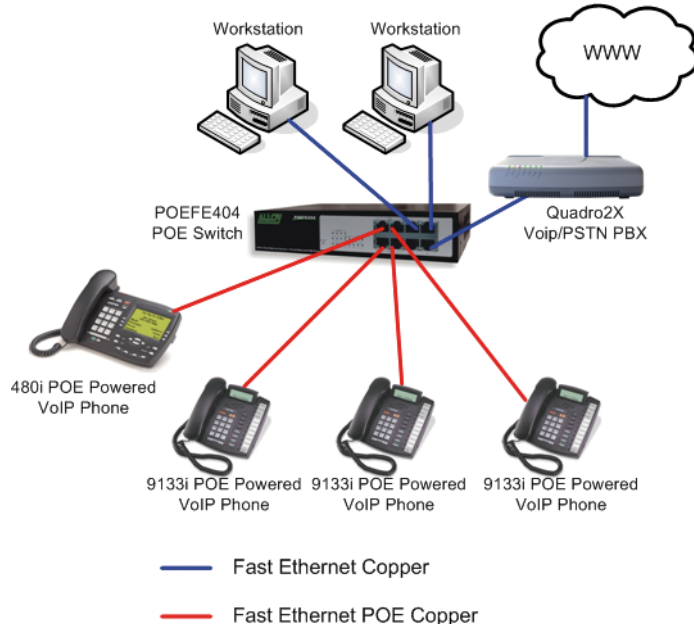 Workstation
Workstation
WWW
POEFE404
POE Switch
ALLOY
Quadro2X
Voip/PSTN PBX
480i POE Powered
VoIP Phone
9133i POE Powered
VoIP Phone
9133i POE Powered
VoIP Phone
9133i POE Powered
VoIP Phone
Fast Ethernet Copper
Fast Ethernet POE Copper